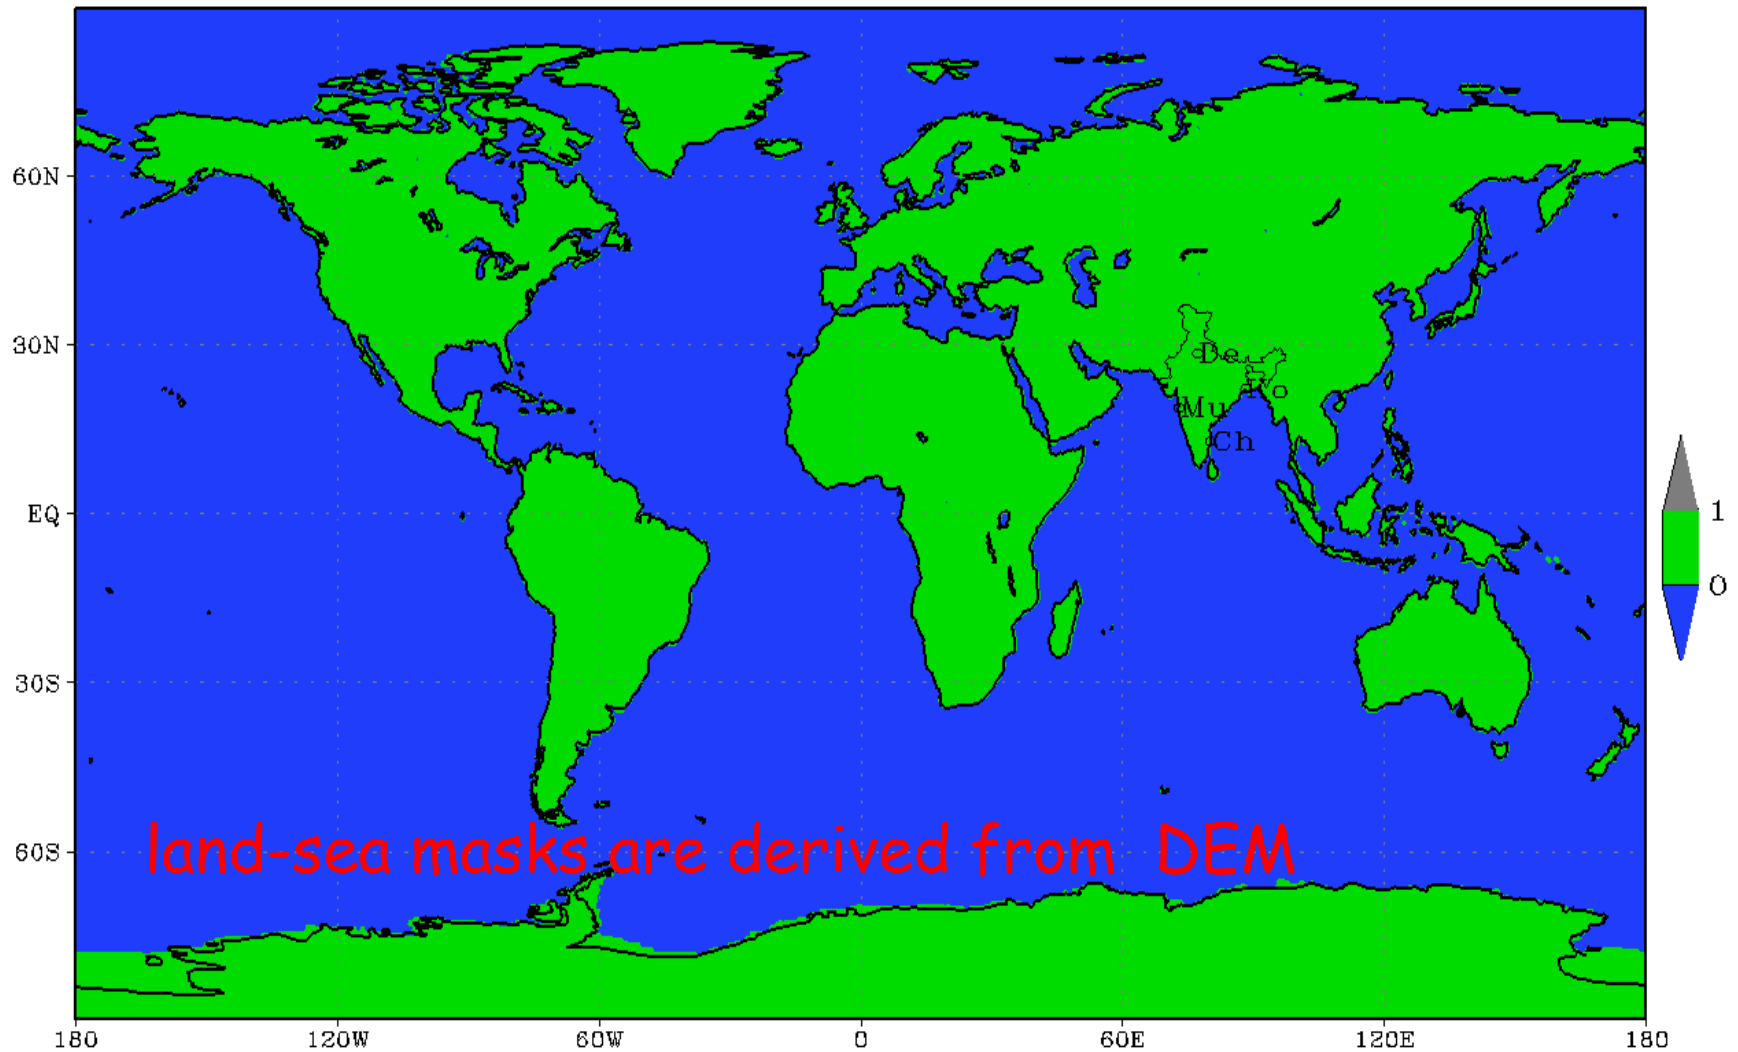 60N
30N
De
Ko
Mu
Ch
1
EQ
0
30S
land-sea masks are derived from DEM
60S
180 120W 60W 0 60E 120E 180